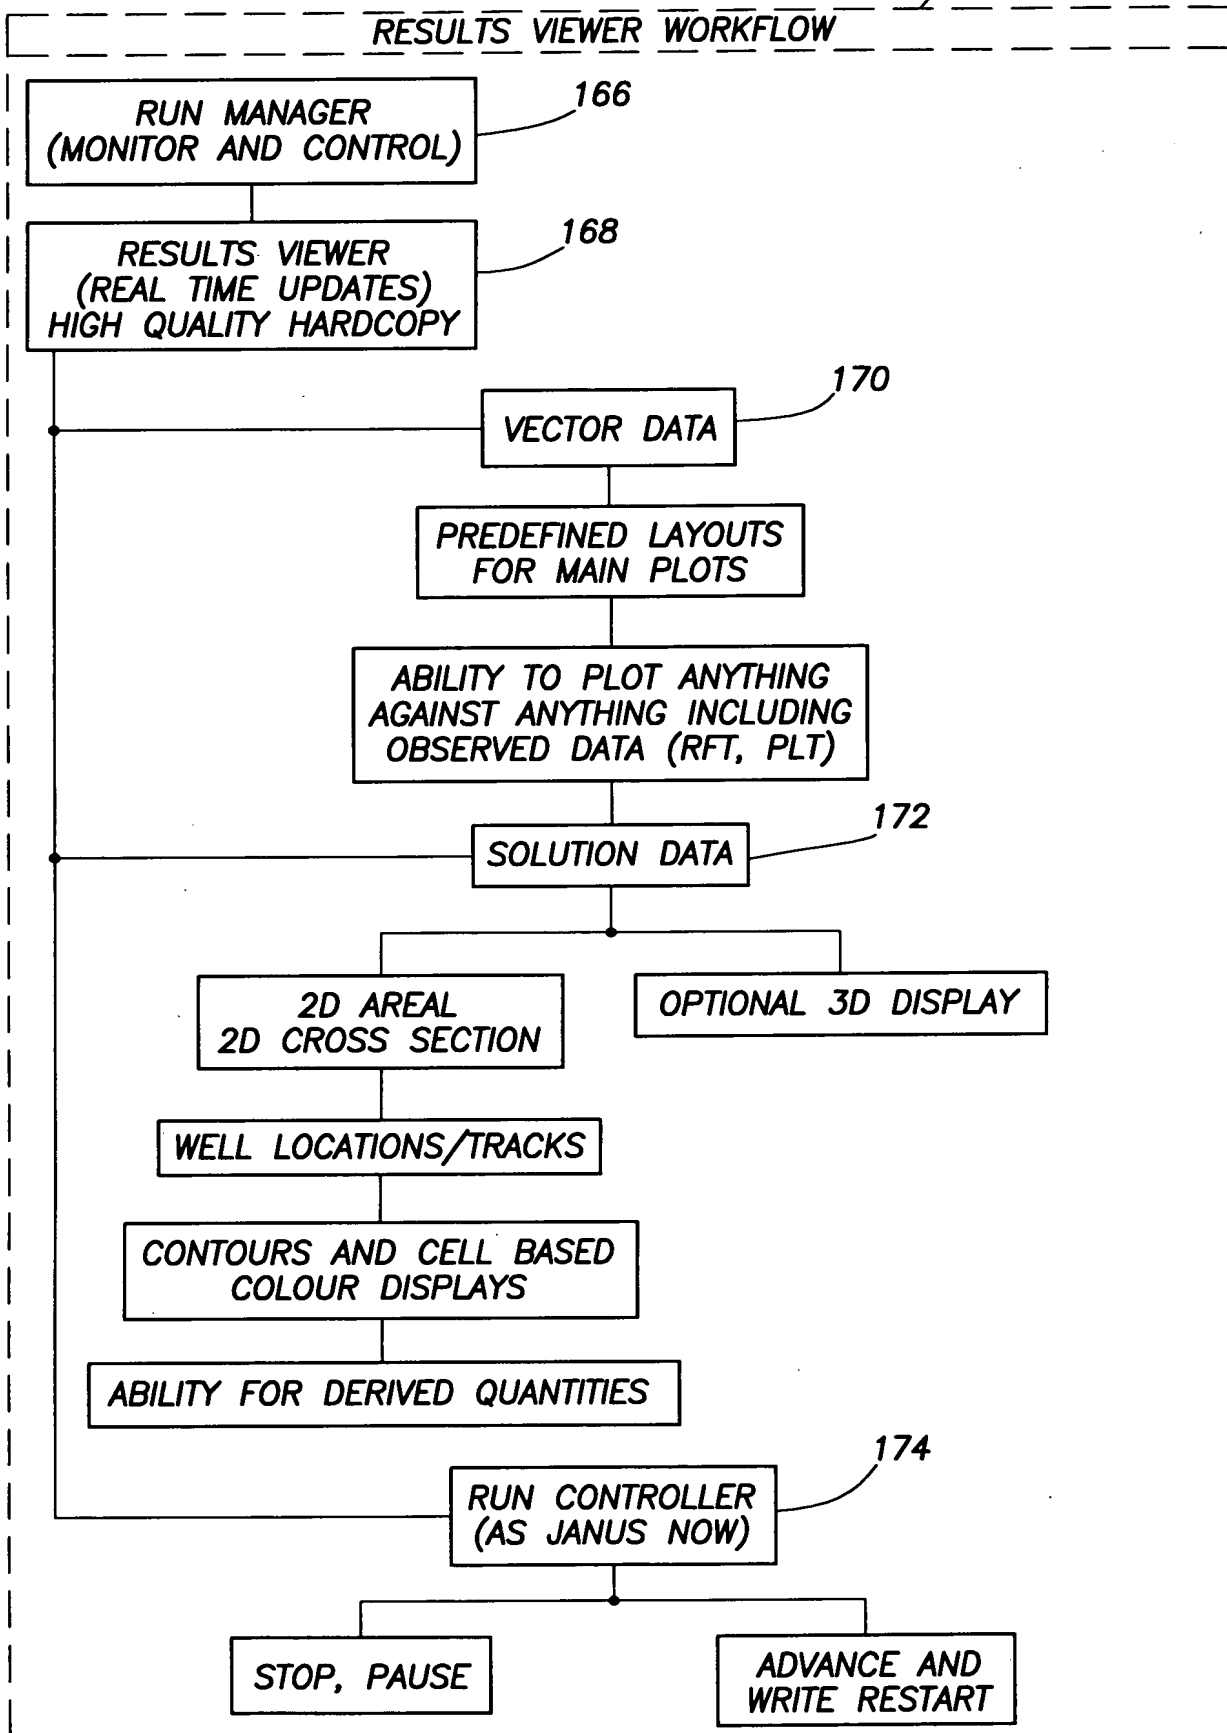 RESULTS VIEWER WORKFLOW
166
RUN MANAGER
(MONITOR AND CONTROL)
168
RESULTS VIEWER
(REAL TIME UPDATES)
HIGH QUALITY HARDCOPY
170
VECTOR DATA
PREDEFINED LAYOUTS
FOR MAIN PLOTS
ABILITY TO PLOT ANYTHING
AGAINST ANYTHING INCLUDING
OBSERVED DATA (RFT, PLT)
172
SOLUTION DATA
2D AREAL
2D CROSS SECTION
OPTIONAL 3D DISPLAY
WELL LOCATIONS/TRACKS
CONTOURS AND CELL BASED
COLOUR DISPLAYS
ABILITY FOR DERIVED QUANTITIES
174
RUN CONTROLLER
(AS JANUS NOW)
STOP, PAUSE
ADVANCE AND
WRITE RESTART